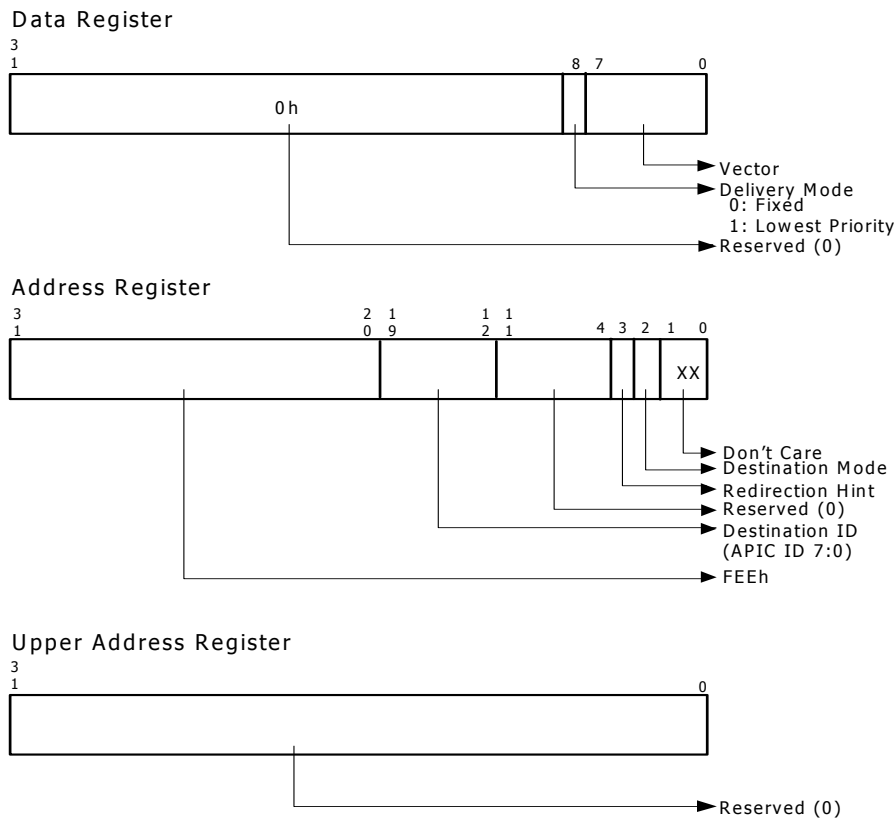 Data Register
3
1 8 7 0
0h
Vector
Delivery Mode
0: Fixed
1: Lowest Priority
Reserved (0)
Address Register
3 2 1 1 1
1 0 9 2 1 4 3 2 1 0
XX
Don't Care
Destination Mode
Redirection Hint
Reserved (0)
Destination ID
(APIC ID 7:0)
FEEh
Upper Address Register
3
1 0
Reserved (0)